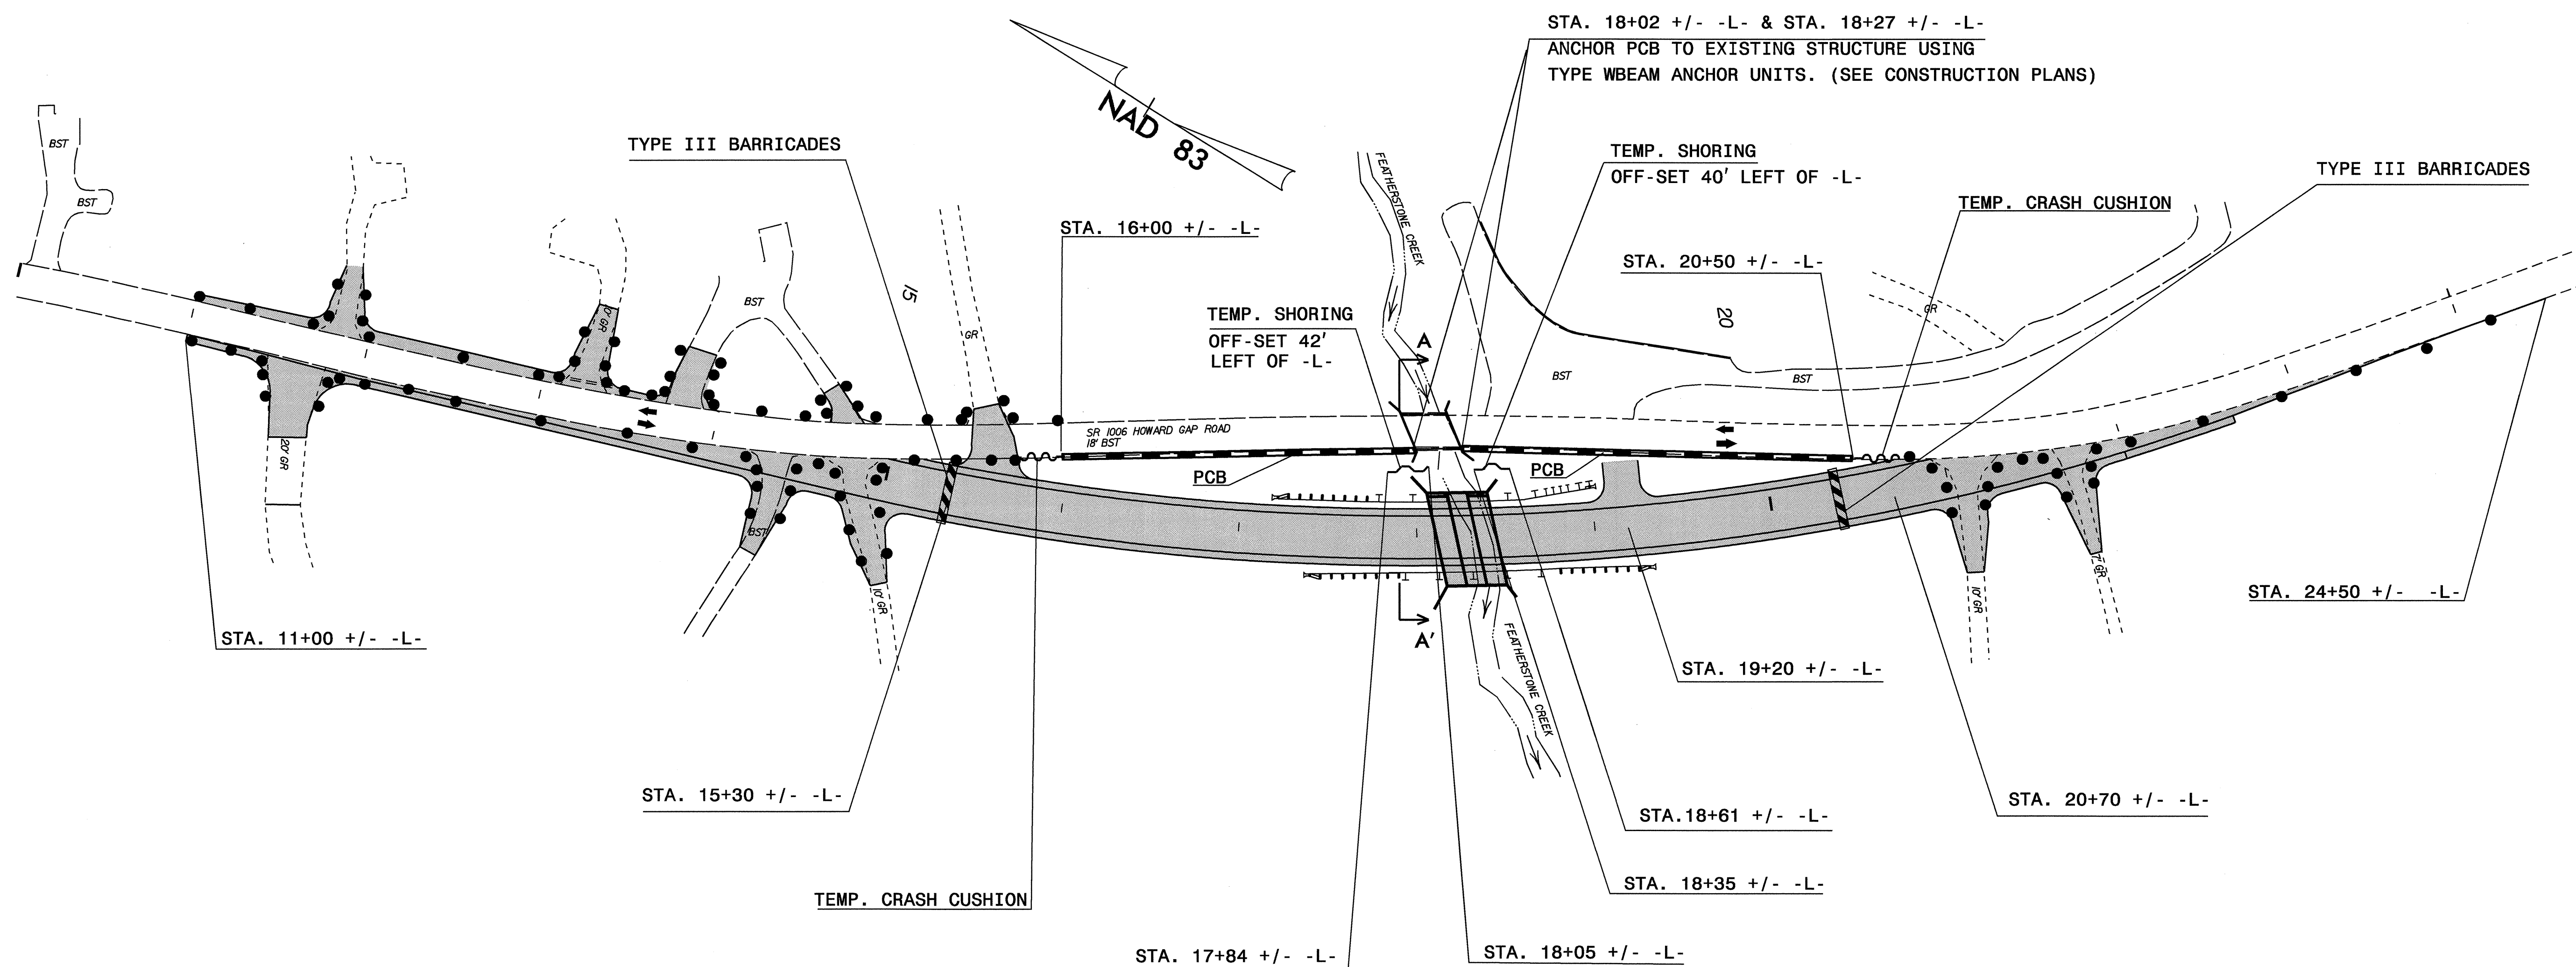 STA. 18+02 +/- -L- & STA. 18+27 +/- -L-
ANCHOR PCB TO EXISTING STRUCTURE USING
TYPE WBEAM ANCHOR UNITS. (SEE CONSTRUCTION PLANS)
NAD 83
TYPE III BARRICADES
TEMP. SHORING
OFF-SET 40' LEFT OF -L-
TYPE III BARRICADES
BST
BST
FEATHERSTONE CREEK
TEMP. CRASH CUSHION
STA. 16+00 +/- -L-
STA. 20+50 +/- -L-
15
BST
GR
TEMP. SHORING
OFF-SET 42'
LEFT OF -L-
A
20
GR
10' GR
BST
BST
SR 1006 HOWARD GAP ROAD
18' BST
PCB
PCB
20' GR
BST
10' GR
10' GR
7' GR
STA. 11+00 +/- -L-
A'
FEATHERSTONE CREEK
STA. 24+50 +/- -L-
STA. 19+20 +/- -L-
STA. 15+30 +/- -L-
STA. 20+70 +/- -L-
STA.18+61 +/- -L-
STA. 18+35 +/- -L-
TEMP. CRASH CUSHION
STA. 17+84 +/- -L-
STA. 18+05 +/- -L-